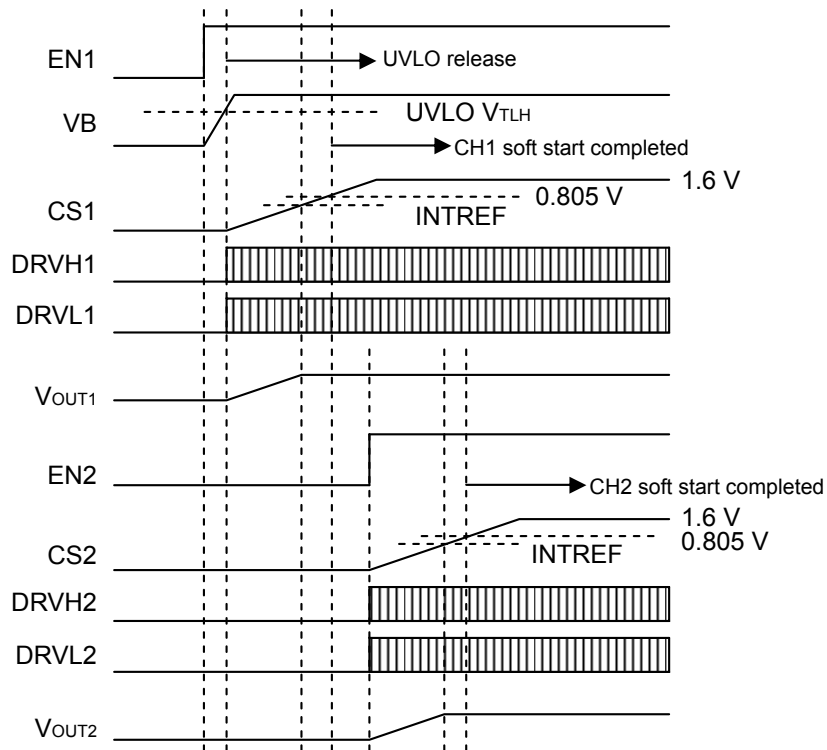 EN1
UVLO release
VB
UVLO VTLH
CH1 soft start completed
CS1
1.6 V
0.805 V
INTREF
DRVH1
DRVL1
VOUT1
EN2
CH2 soft start completed
1.6 V
0.805 V
CS2
INTREF
DRVH2
DRVL2
VOUT2